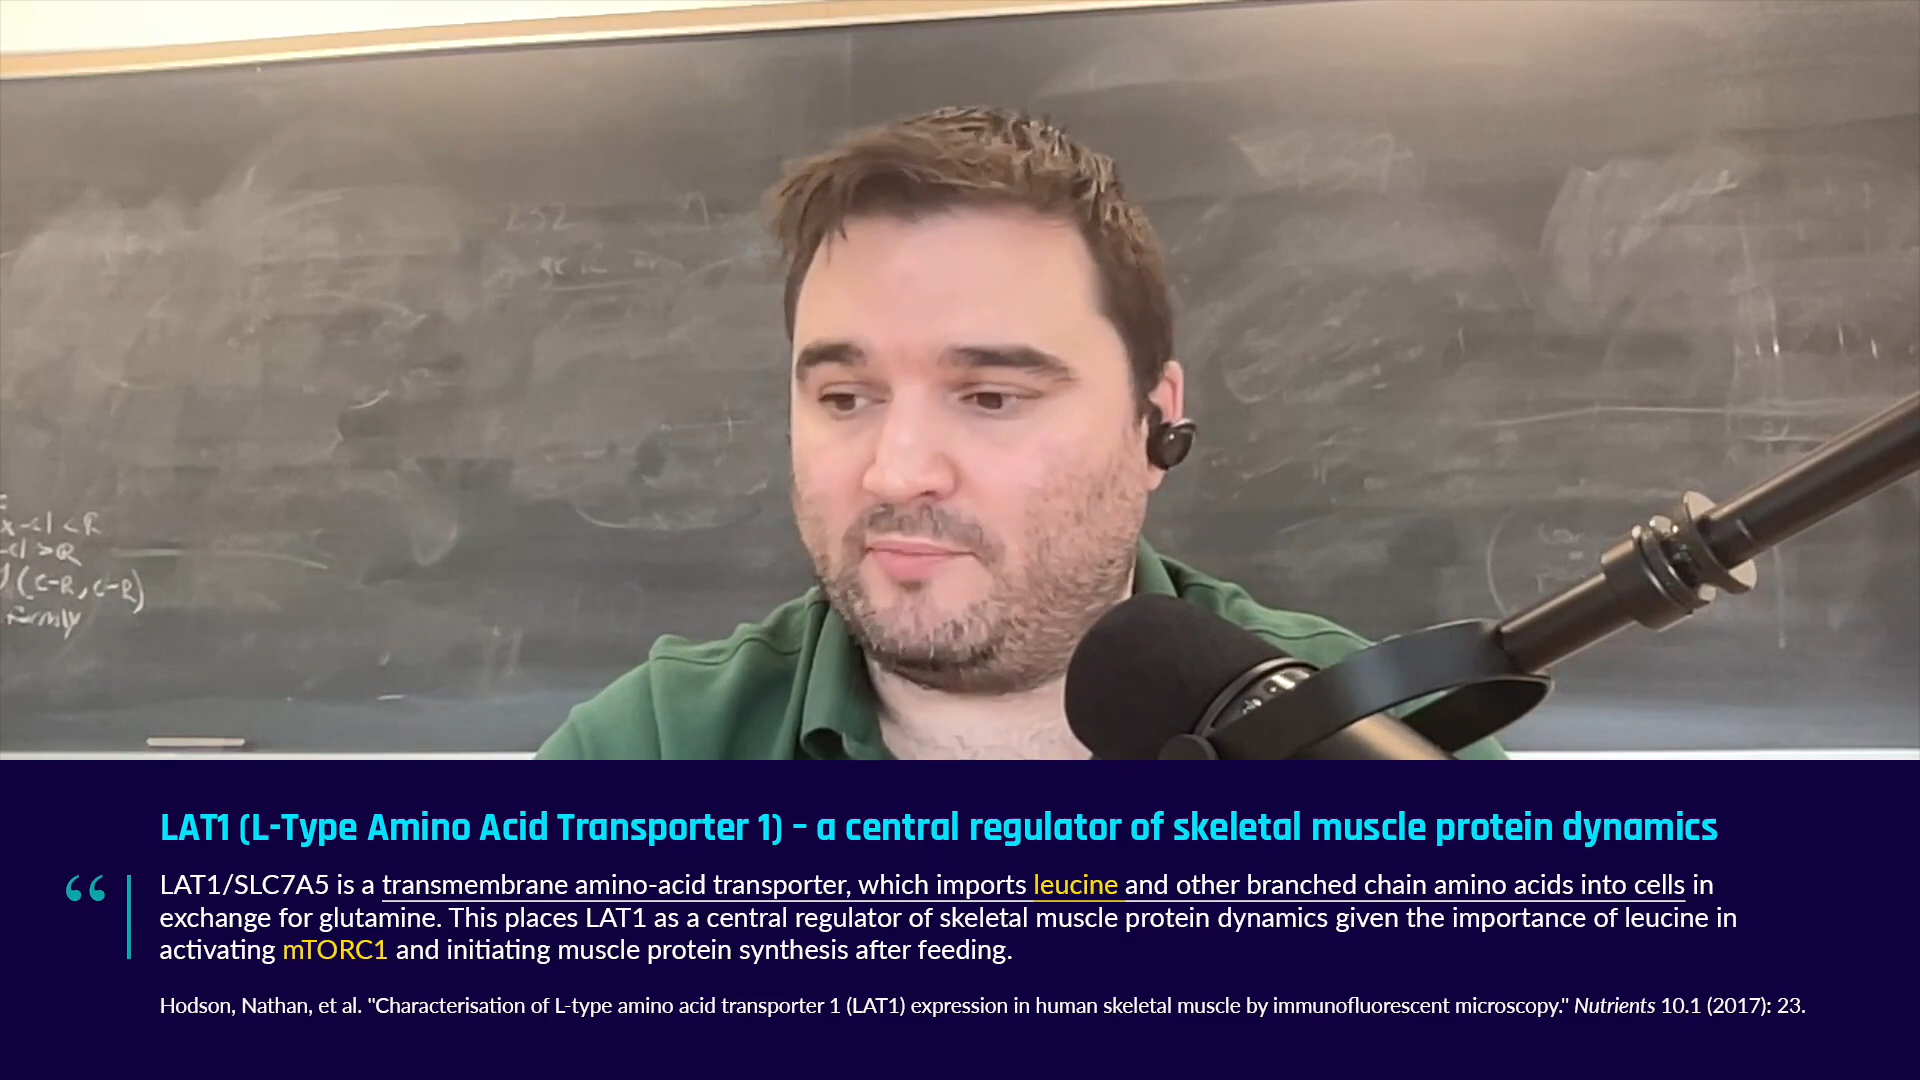 232
x-c| < R
-c| > R
(c-R, c-R)
LAT1 (L-Type Amino Acid Transporter 1) – a central regulator of skeletal muscle protein dynamics
“
LAT1/SLC7A5 is a transmembrane amino-acid transporter, which imports leucine and other branched chain amino acids into cells in
exchange for glutamine. This places LAT1 as a central regulator of skeletal muscle protein dynamics given the importance of leucine in
activating mTORC1 and initiating muscle protein synthesis after feeding.
Hodson, Nathan, et al. "Characterisation of L-type amino acid transporter 1 (LAT1) expression in human skeletal muscle by immunofluorescent microscopy." Nutrients 10.1 (2017): 23.